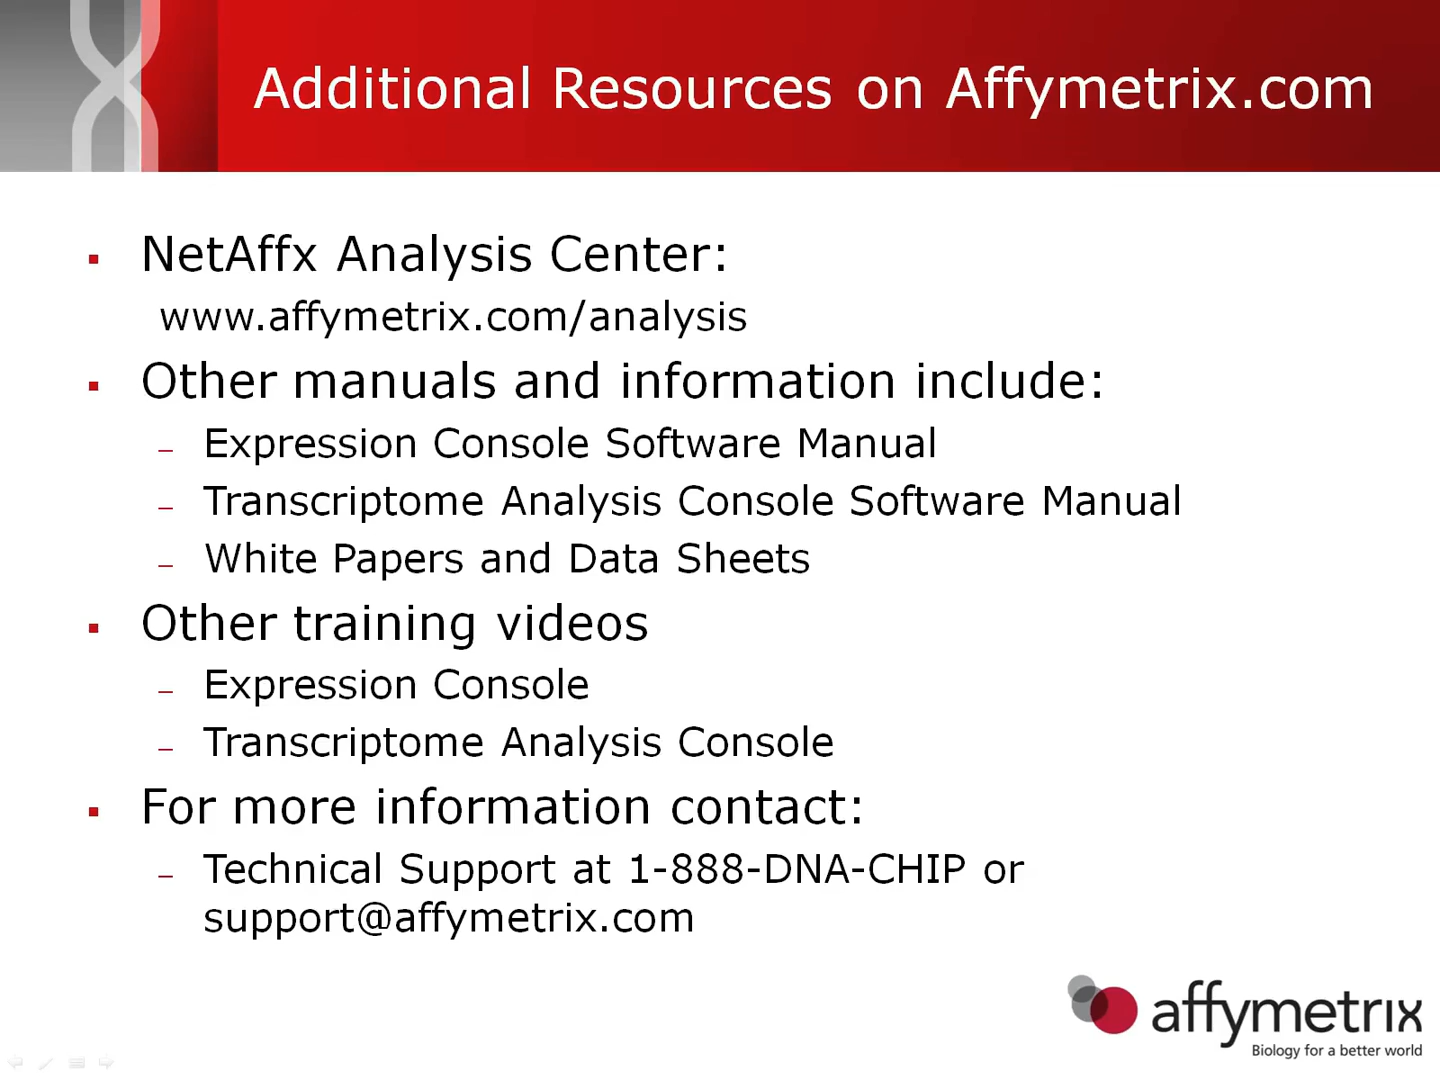 Additional Resources on Affymetrix.com
▪ NetAffx Analysis Center:
www.affymetrix.com/analysis
▪ Other manuals and information include:
– Expression Console Software Manual
– Transcriptome Analysis Console Software Manual
– White Papers and Data Sheets
▪ Other training videos
– Expression Console
– Transcriptome Analysis Console
▪ For more information contact:
– Technical Support at 1-888-DNA-CHIP or
support@affymetrix.com
affymetrix
Biology for a better world